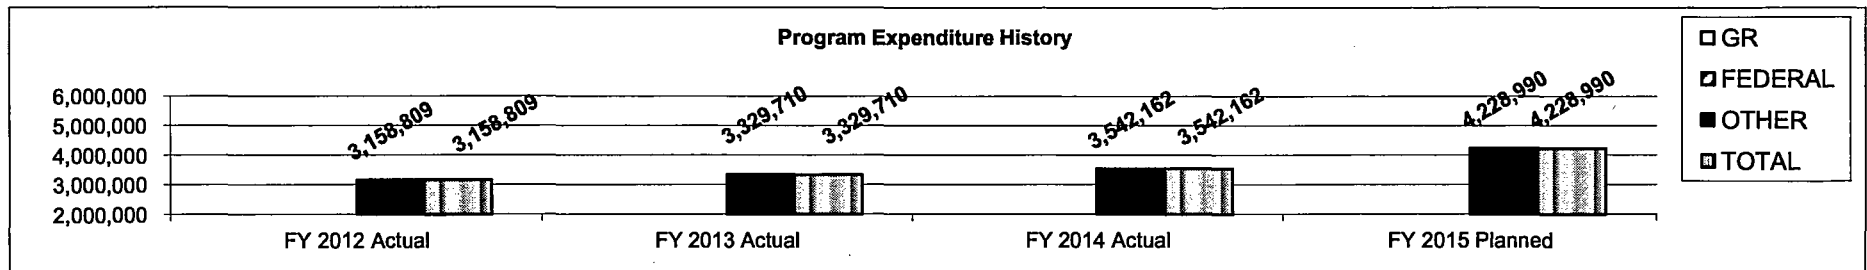 Program Expenditure History
GR
FEDERAL
OTHER
TOTAL
6,000,000
5,000,000
4,000,000
3,000,000
2,000,000
3,158,809
3,158,809
3,329,710
3,329,710
3,542,162
3,542,162
4,228,990
4,228,990
FY 2012 Actual
FY 2013 Actual
FY 2014 Actual
FY 2015 Planned